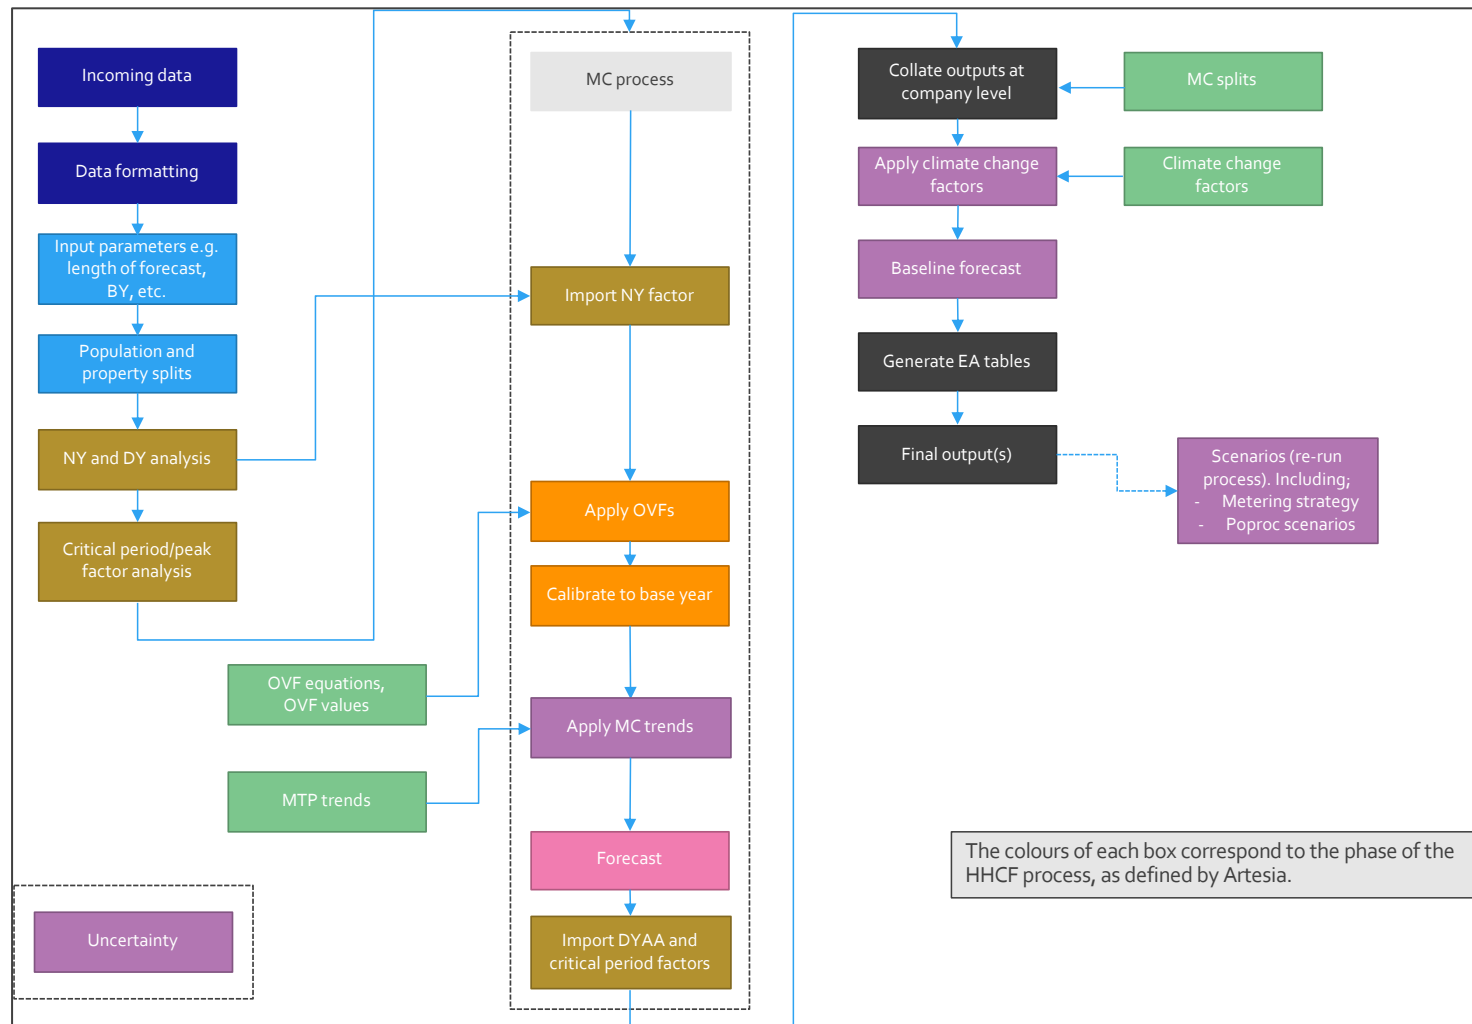 Incoming data
Data formatting
Input parameters e.g.
length of forecast,
BY, etc.
Population and
property splits
NY and DY analysis
Critical period/peak
factor analysis
OVF equations,
OVF values
MTP trends
Uncertainty
MC process
Import NY factor
Apply OVFs
Calibrate to base year
Apply MC trends
Forecast
Import DYAA and
critical period factors
Collate outputs at
company level
MC splits
Apply climate change
factors
Climate change
factors
Baseline forecast
Generate EA tables
Final output(s)
Scenarios (re-run
process). Including;
- Metering strategy
- Poproc scenarios
The colours of each box correspond to the phase of the
HHCF process, as defined by Artesia.